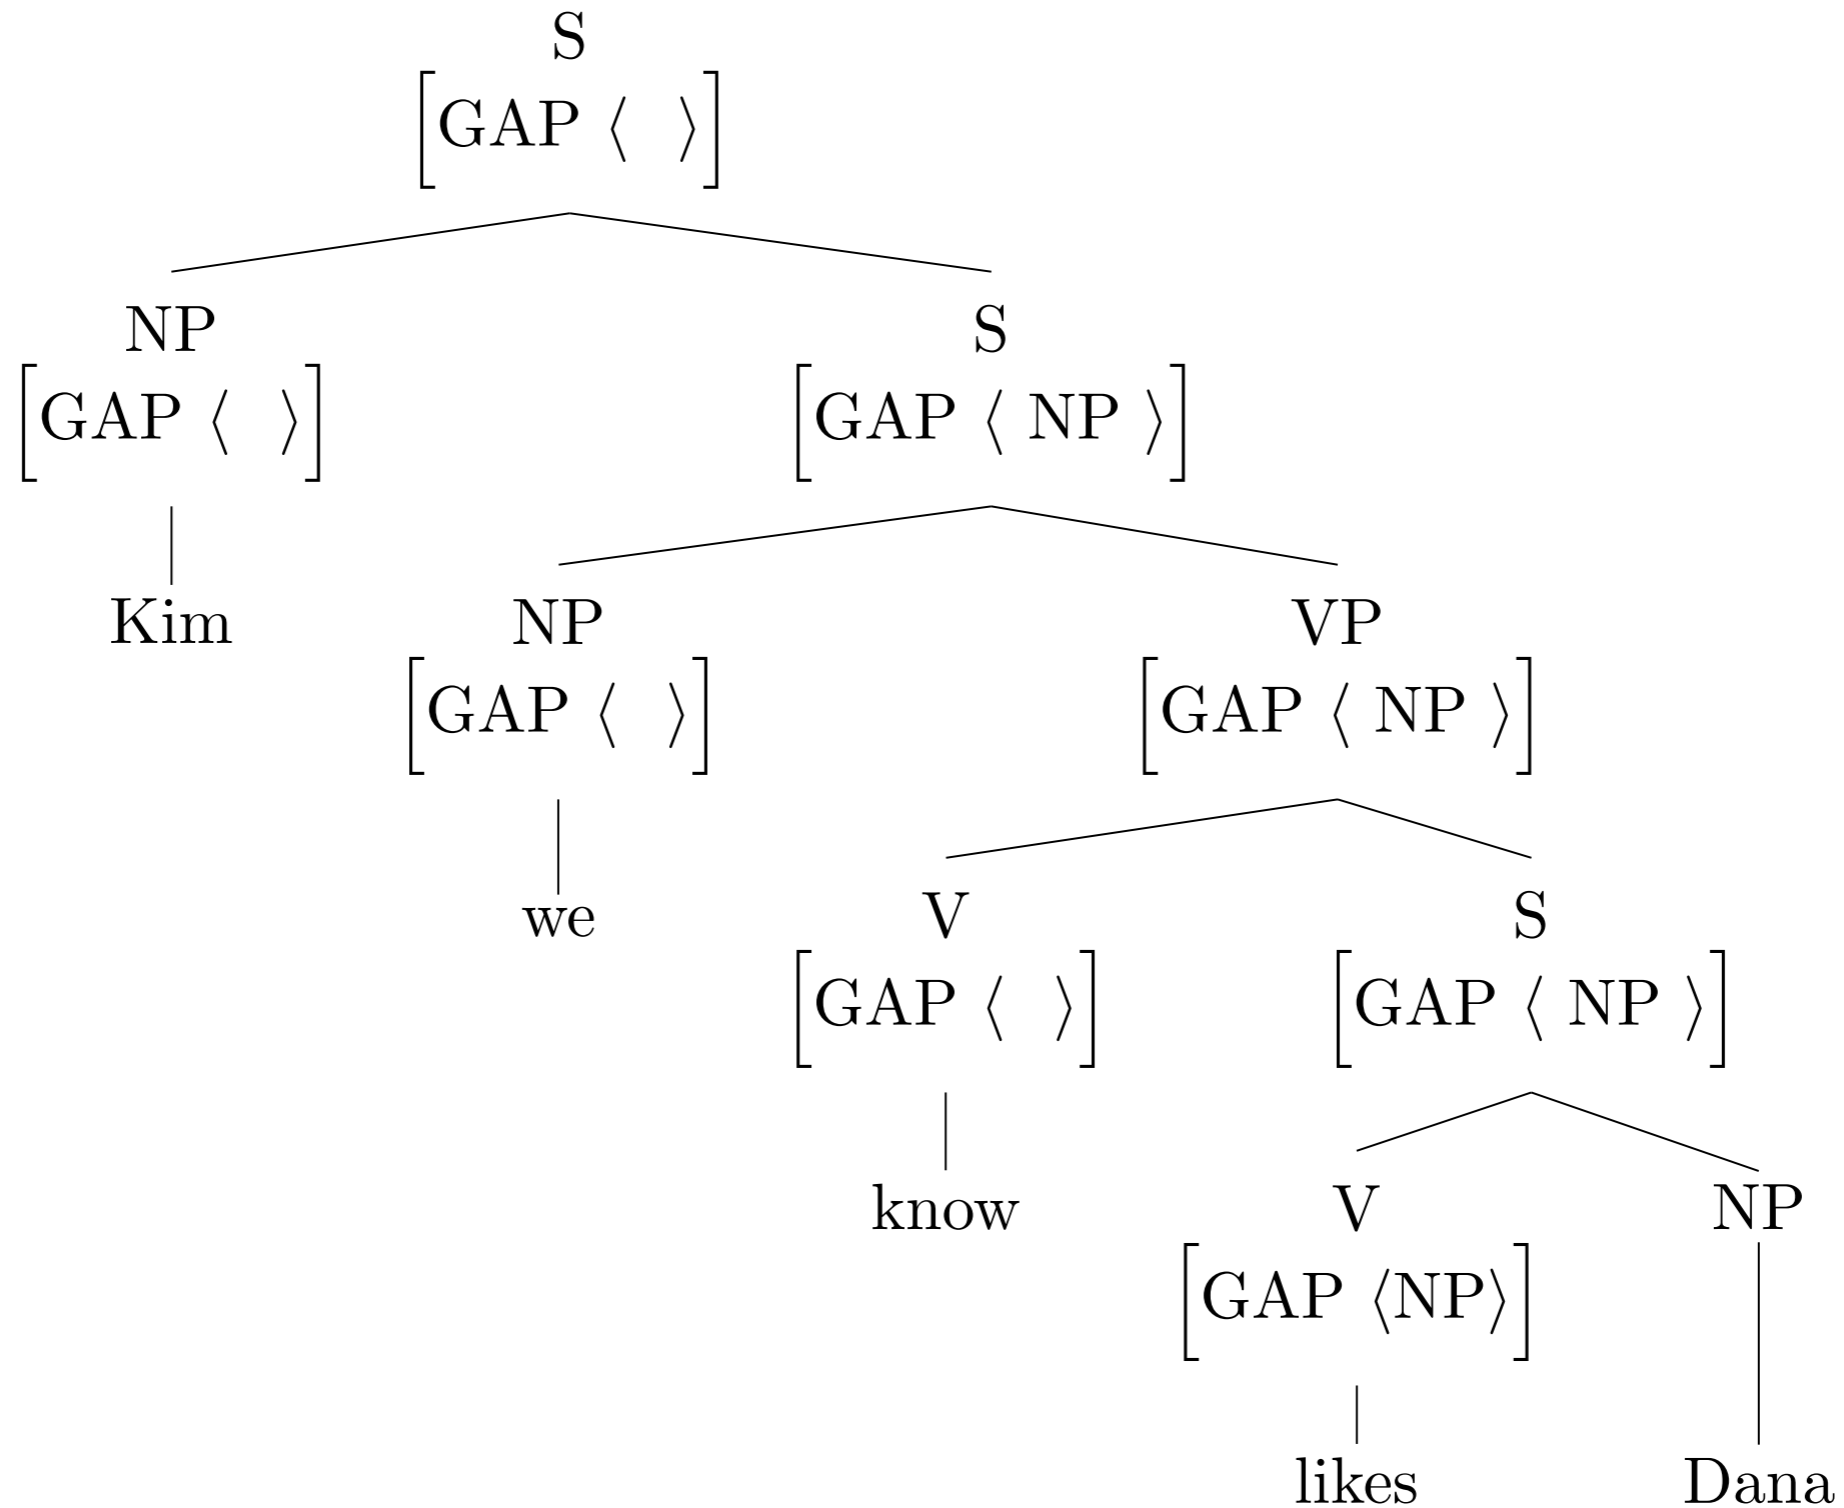 S
[GAP ⟨ ⟩]
NP S
[GAP ⟨ ⟩] [GAP ⟨ NP ⟩]
Kim NP VP
[GAP ⟨ ⟩] [GAP ⟨ NP ⟩]
we V S
[GAP ⟨ ⟩] [GAP ⟨ NP ⟩]
know V NP
[GAP ⟨NP⟩]
likes Dana